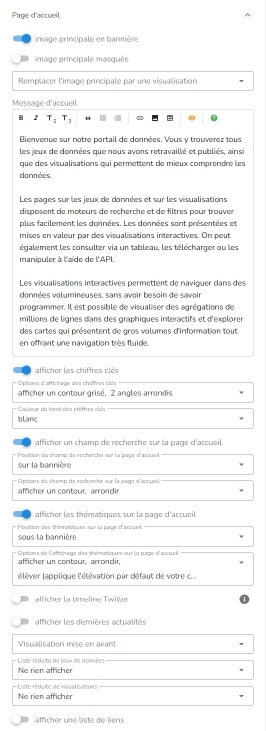 Page d'accueil
image principale en bannière
image principale masquée
Remplacer l'image principale par une visualisation
Message d'accueil
B I T₂ T₃
Bienvenue sur notre portail de données. Vous y trouverez tous
les jeux de données que nous avons retravaillé et publiés, ainsi
que des visualisations qui permettent de mieux comprendre les
données.
Les pages sur les jeux de données et sur les visualisations
disposent de moteurs de recherche et de filtres pour trouver
plus facilement les données. Les données sont présentées et
mises en valeur par des visualisations interactives. On peut
également les consulter via un tableau, les télécharger ou les
manipuler à l'aide de l'API.
Les visualisations interactives permettent de naviguer dans des
données volumineuses, sans avoir besoin de savoir
programmer. Il est possible de visualiser des agrégations de
millions de lignes dans des graphiques interactifs et d'explorer
des cartes qui présentent de gros volumes d'information tout
en offrant une navigation très fluide.
afficher les chiffres clés
Options d'affichage des chiffres clés
afficher un contour grisé, 2 angles arrondis
Couleur du fond des chiffres clés
blanc
afficher un champ de recherche sur la page d'accueil
Position du champ de recherche sur la page d'accueil
sur la bannière
Options du champ de recherche sur la page d'accueil
afficher un contour, arrondir
afficher les thématiques sur la page d'accueil
Position des thématiques sur la page d'accueil
sous la bannière
Options de l'affichage des thématiques sur la page d'accueil
afficher un contour, arrondir,
élever (applique l'élévation par défaut de votre c...
afficher la timeline Twitter
afficher les dernières actualités
Visualisation mise en avant
Liste réduite de jeux de données
Ne rien afficher
Liste réduite de visualisations
Ne rien afficher
afficher une liste de liens